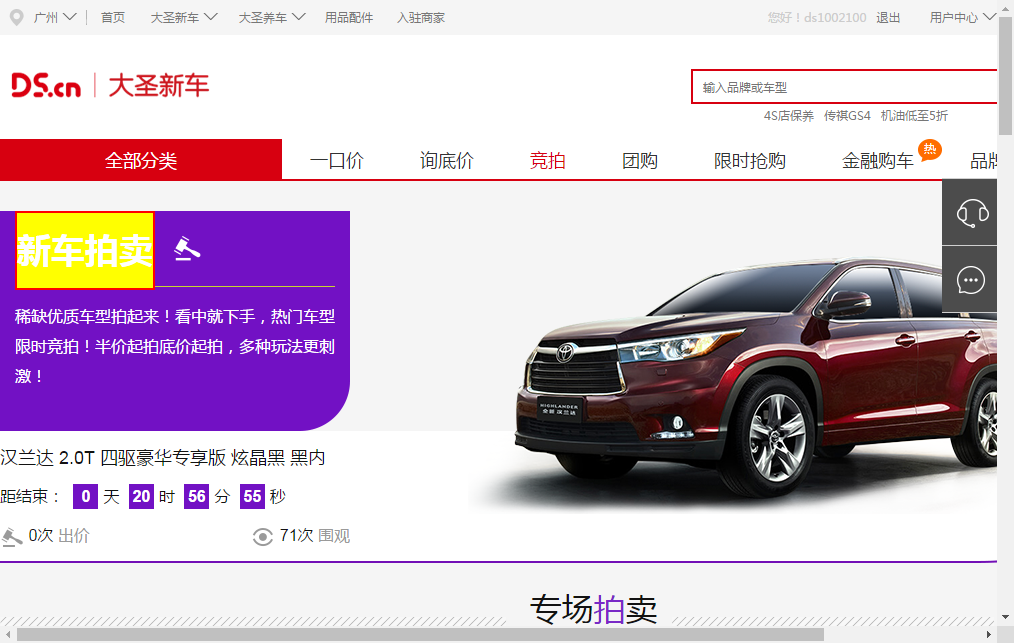 广州 首页 大圣新车 大圣养车 用品配件 入驻商家 您好！ds1002100 退出 用户中心
DS.cn 大圣新车
输入品牌或车型
4S店保养 传祺GS4 机油低至5折
全部分类 一口价 询底价 竞拍 团购 限时抢购 金融购车 热 品牌
新车拍卖
稀缺优质车型拍起来！看中就下手，热门车型
限时竞拍！半价起拍底价起拍，多种玩法更刺
激！
HIGHLANDER
全新 汉兰达
汉兰达 2.0T 四驱豪华专享版 炫晶黑 黑内
距结束： 0 天 20 时 56 分 55 秒
0次 出价 71次 围观
专场拍卖